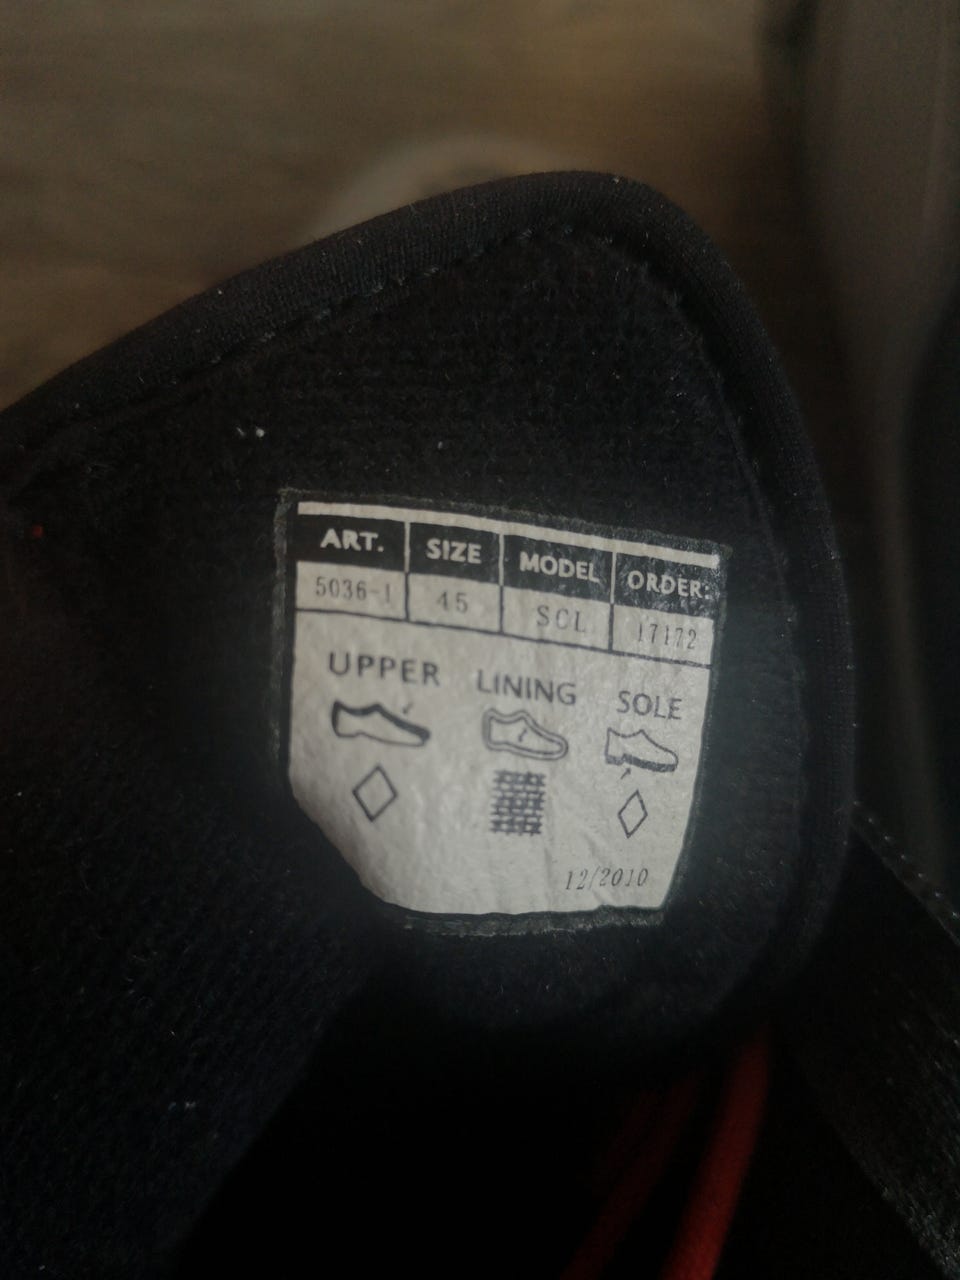 ART. SIZE MODEL ORDER:
5036-1 45 SCL 17172
UPPER LINING SOLE
12/2010